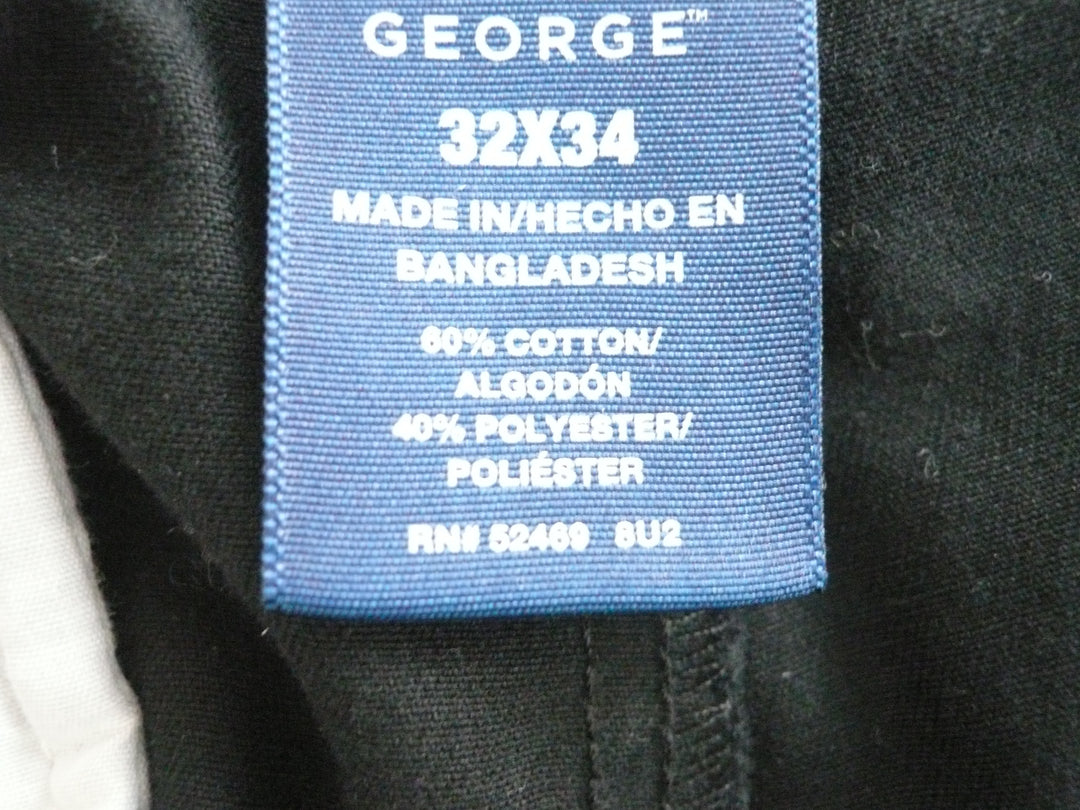 GEORGE™
32X34
MADE IN/HECHO EN
BANGLADESH
60% COTTON/
ALGODÓN
40% POLYESTER/
POLIÉSTER
RN# 52469 8U2